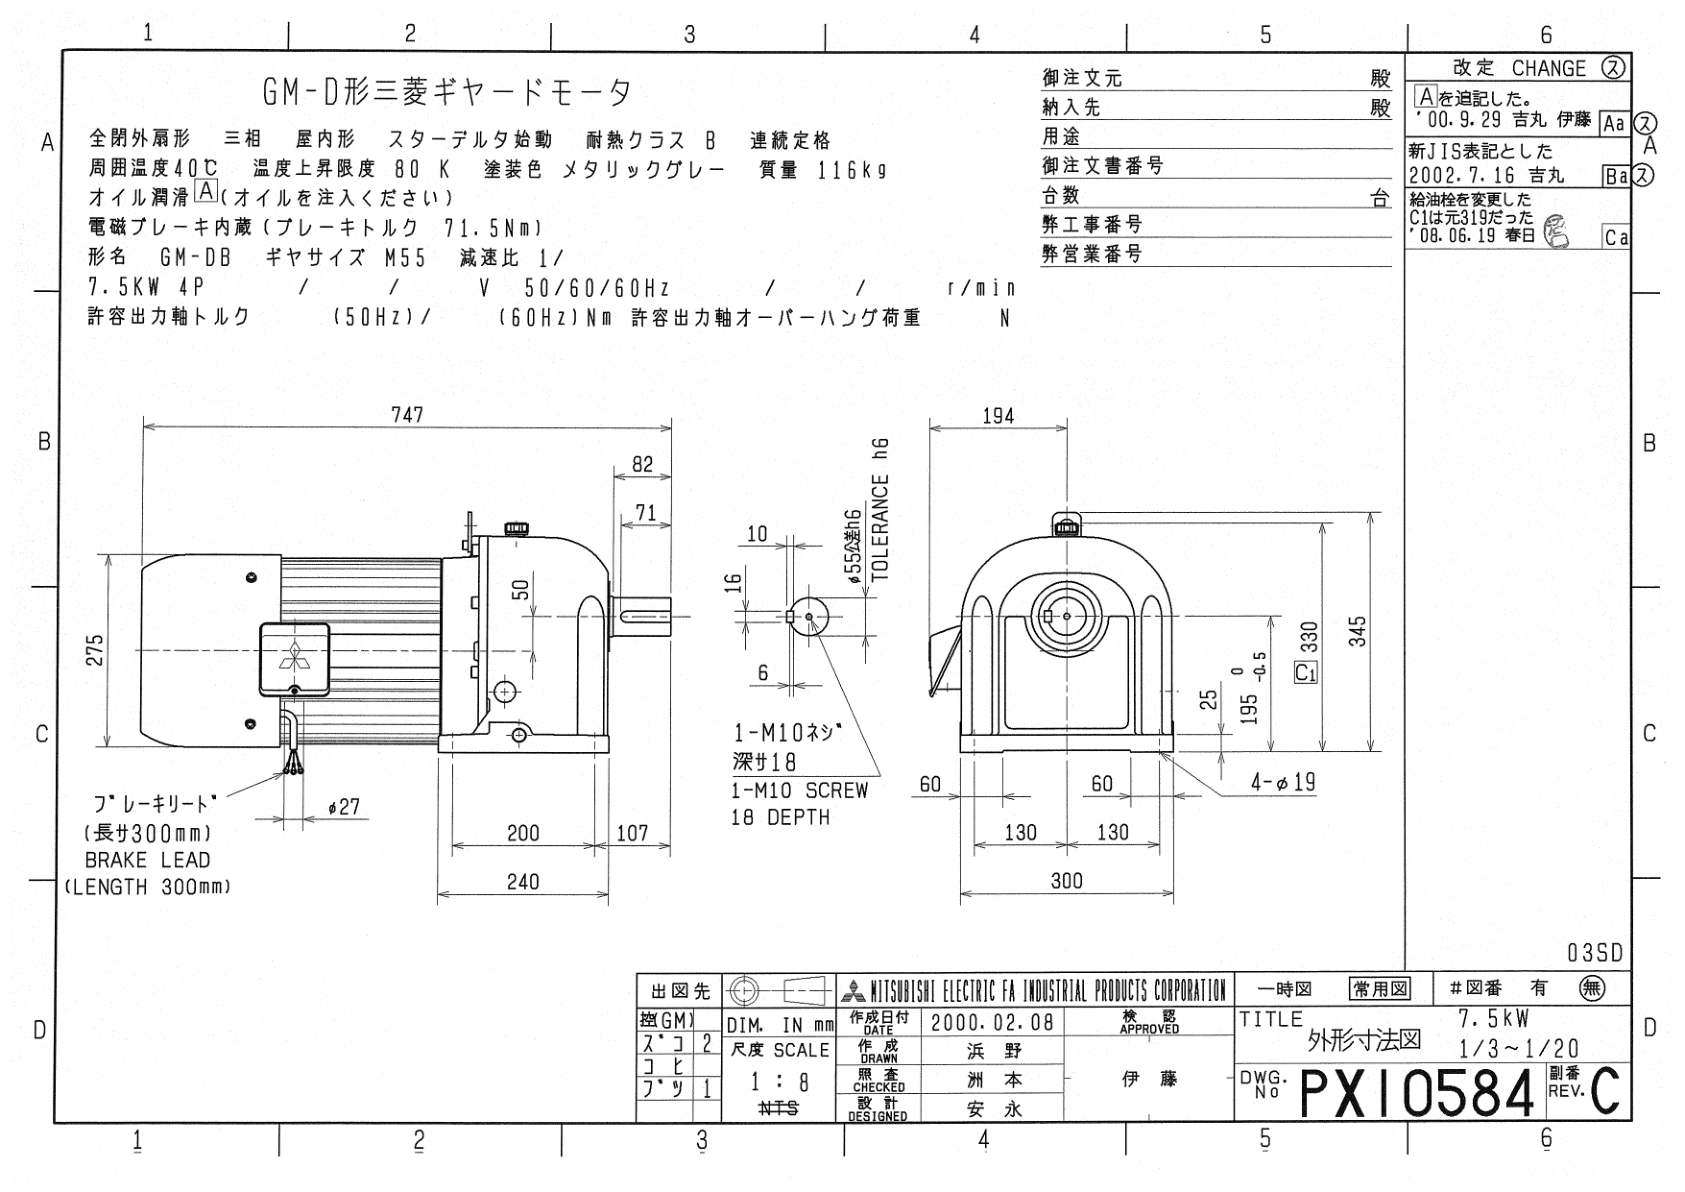 1 2 3 4 5 6
A
B
C
D
GM-D形三菱ギヤードモータ
全閉外扇形 三相 屋内形 スターデルタ始動 耐熱クラス B 連続定格
周囲温度40℃ 温度上昇限度 80 K 塗装色 メタリックグレー 質量 116kg
オイル潤滑 A (オイルを注入ください)
電磁ブレーキ内蔵(ブレーキトルク 71.5Nm)
形名 GM-DB ギヤサイズ M55 減速比 1/
7.5KW 4P / / V 50/60/60Hz / / r/min
許容出力軸トルク (50Hz)/ (60Hz)Nm 許容出力軸オーバーハング荷重 N
御注文元 殿
納入先 殿
用途
御注文書番号
台数 台
弊工事番号
弊営業番号
改定 CHANGE ス
Aを追記した。
'00.9.29 吉丸 伊藤 Aa ス
新JIS表記とした
2002.7.16 吉丸 Ba ス
給油栓を変更した
C1は元319だった
'08.06.19 春日 Ca
A
B
C
D
747
82
71
50
275
ブレーキリード
(長サ300mm)
BRAKE LEAD
(LENGTH 300mm)
φ27
200
107
240
10
16
6
φ55公差h6
TOLERANCE h6
1-M10ネジ
深サ18
1-M10 SCREW
18 DEPTH
194
345
330
C1
195 0 -0.5
25
60
60
4-φ19
130
130
300
03SD
出図先
控(GM)
ズコ 2
コヒ
ブツ 1
DIM. IN mm
尺度 SCALE
1 : 8
NTS
MITSUBISHI ELECTRIC FA INDUSTRIAL PRODUCTS CORPORATION
作成日付 DATE 2000.02.08
作成 DRAWN 浜野
照査 CHECKED 洲本
設計 DESIGNED 安永
検認 APPROVED
伊藤
一時図 常用図 #図番 有 無
TITLE 7.5kW
外形寸法図 1/3~1/20
DWG. No PX10584 副番 REV. C
1 2 3 4 5 6